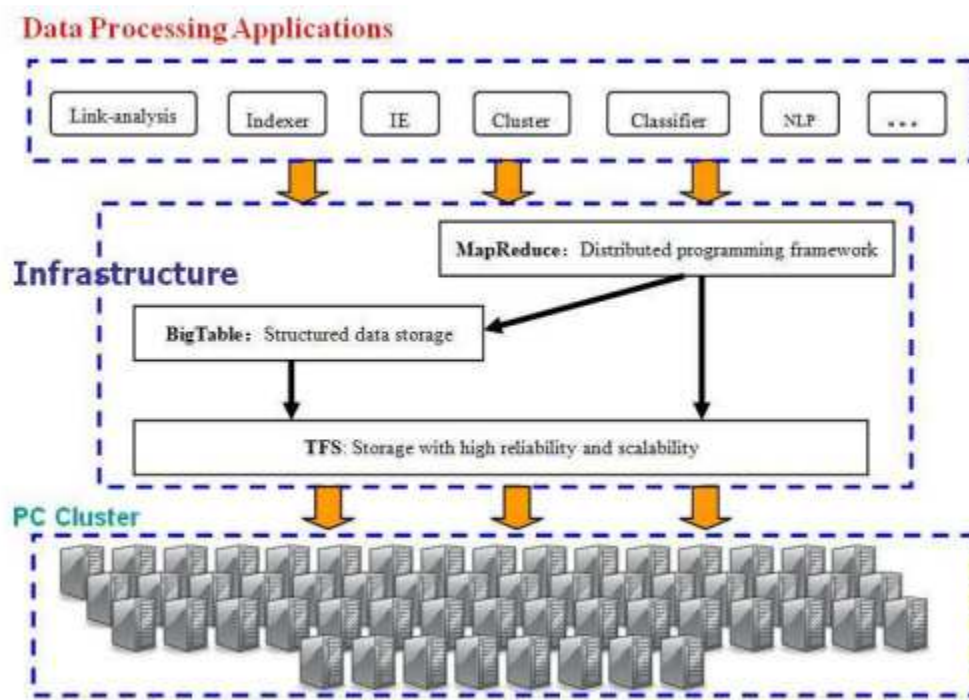 Data Processing Applications
Link-analysis
Indexer
IE
Cluster
Classifier
NLP
...
Infrastructure
MapReduce: Distributed programming framework
BigTable: Structured data storage
TFS: Storage with high reliability and scalability
PC Cluster